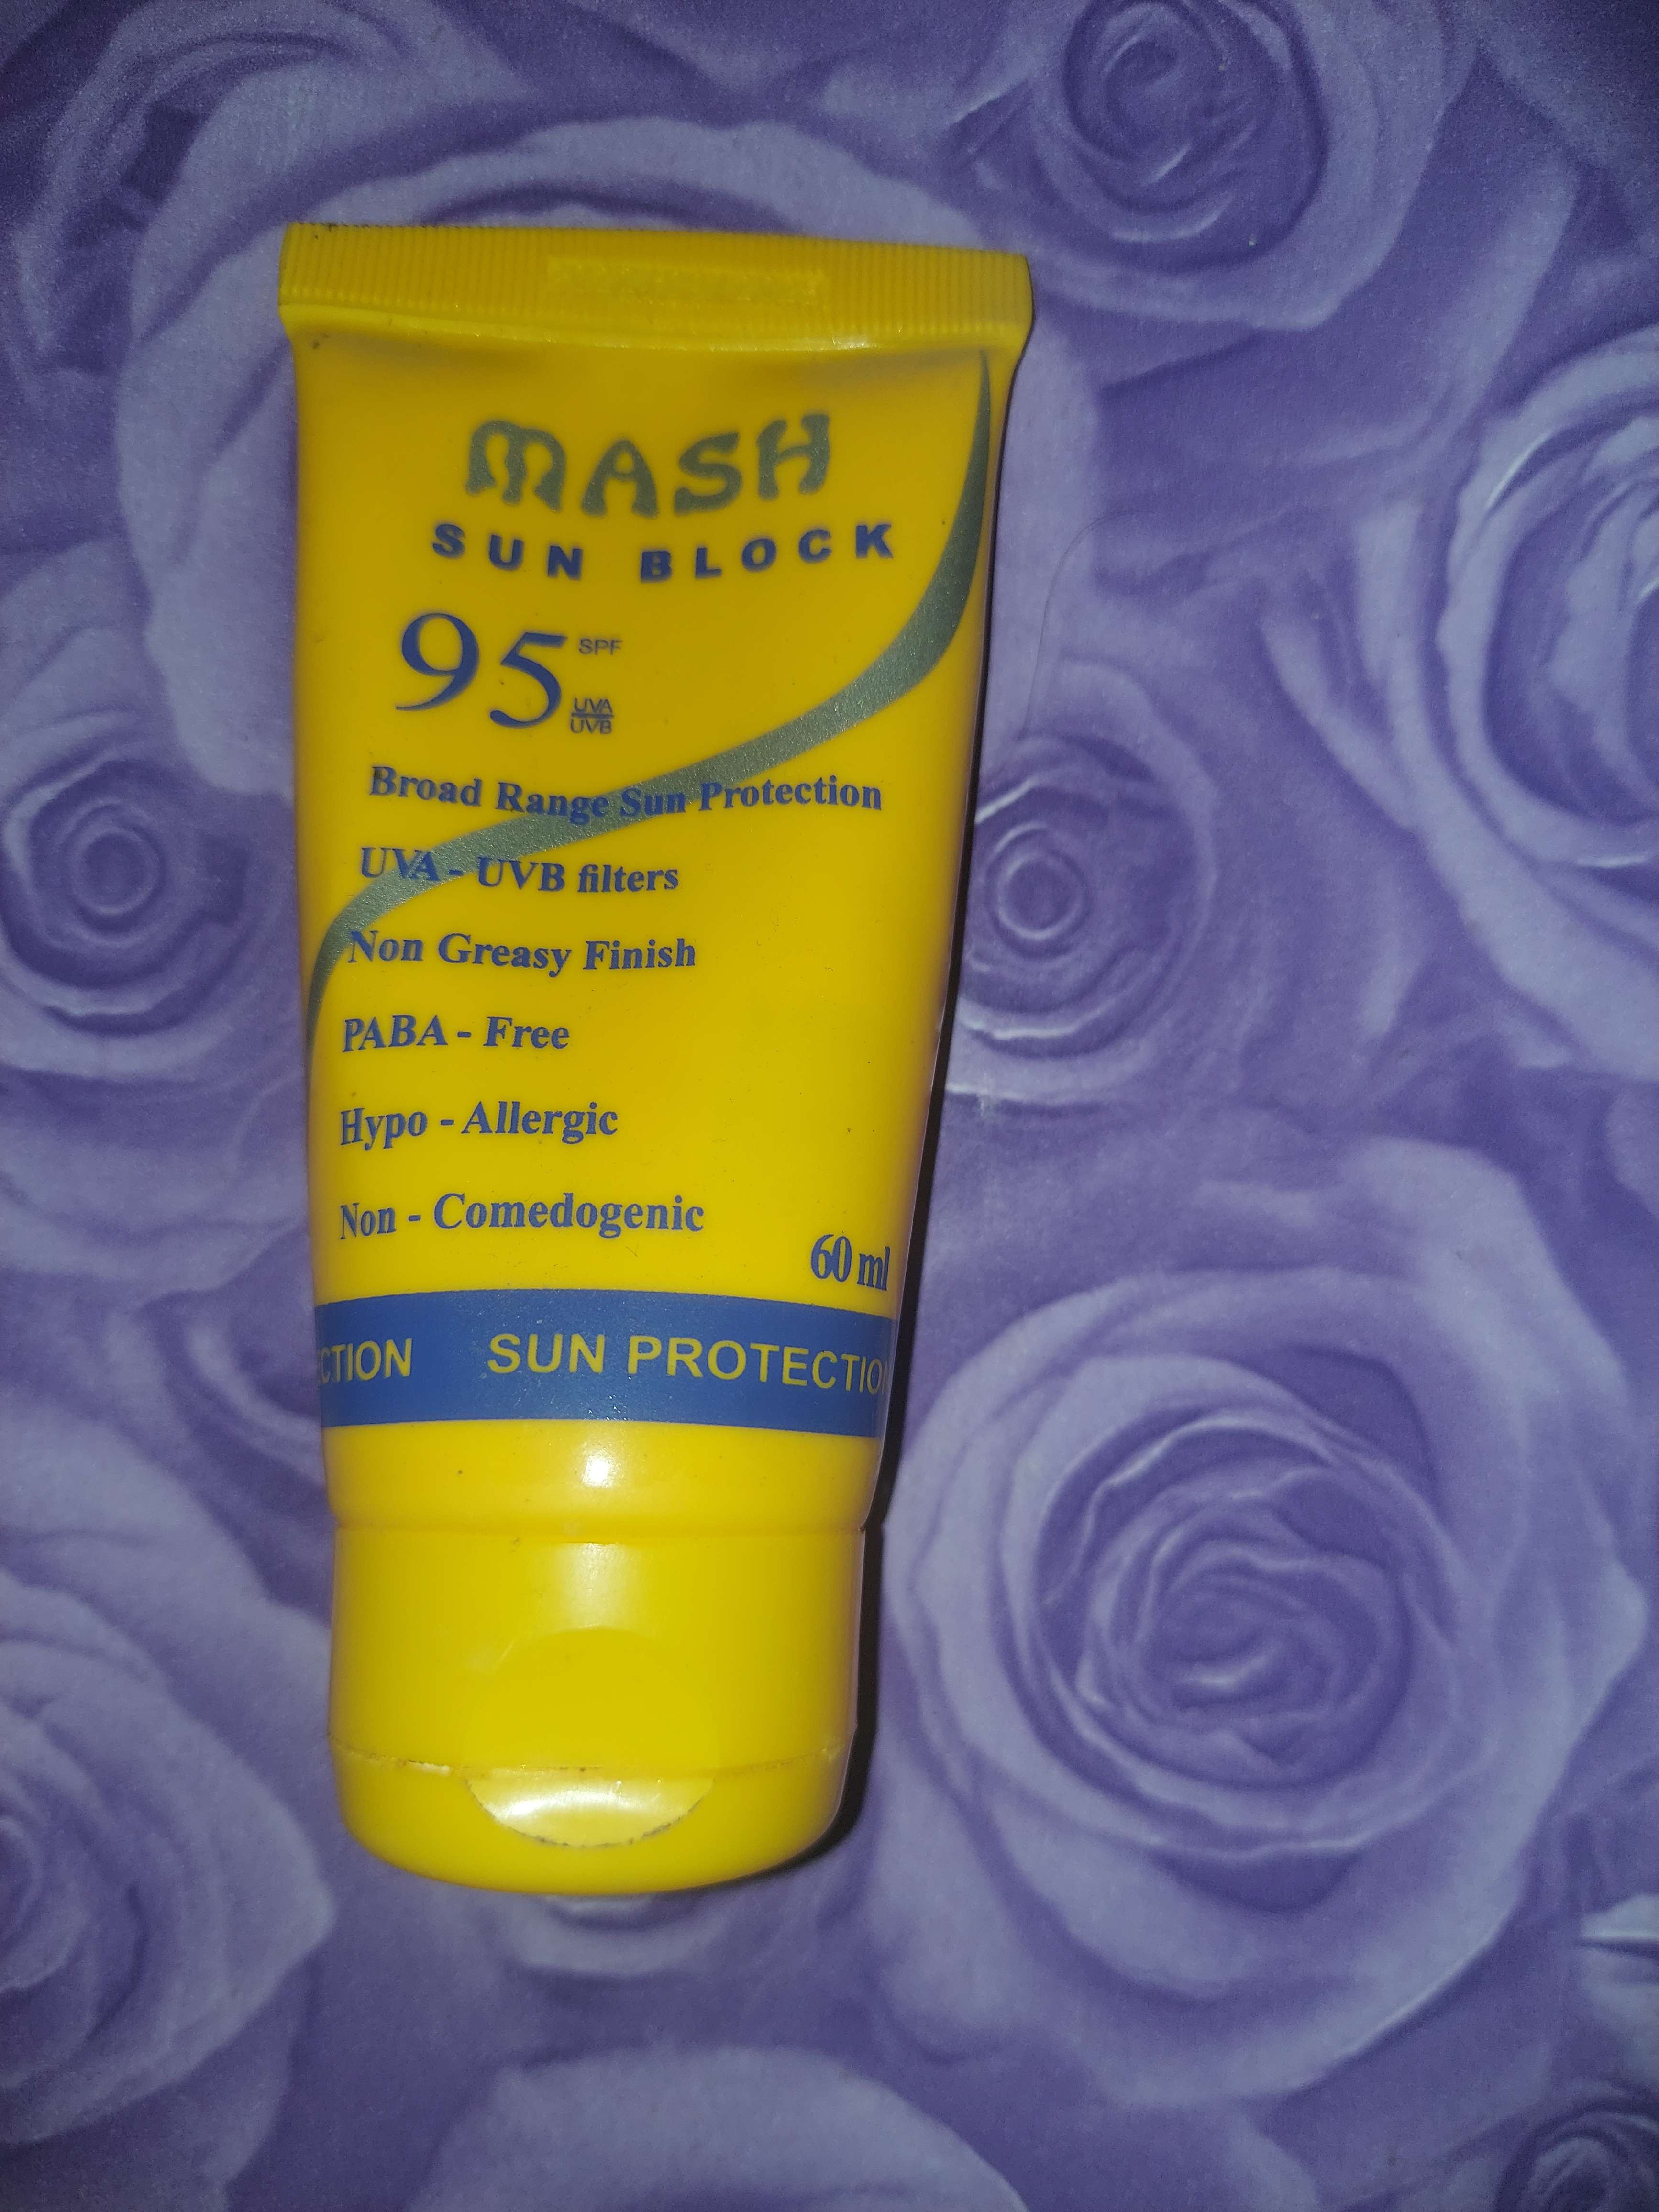 MASH
SUN BLOCK
95 SPF
UVA
UVB
Broad Range Sun Protection
UVA - UVB filters
Non Greasy Finish
PABA - Free
Hypo - Allergic
Non - Comedogenic
60 ml
CTION SUN PROTECTION